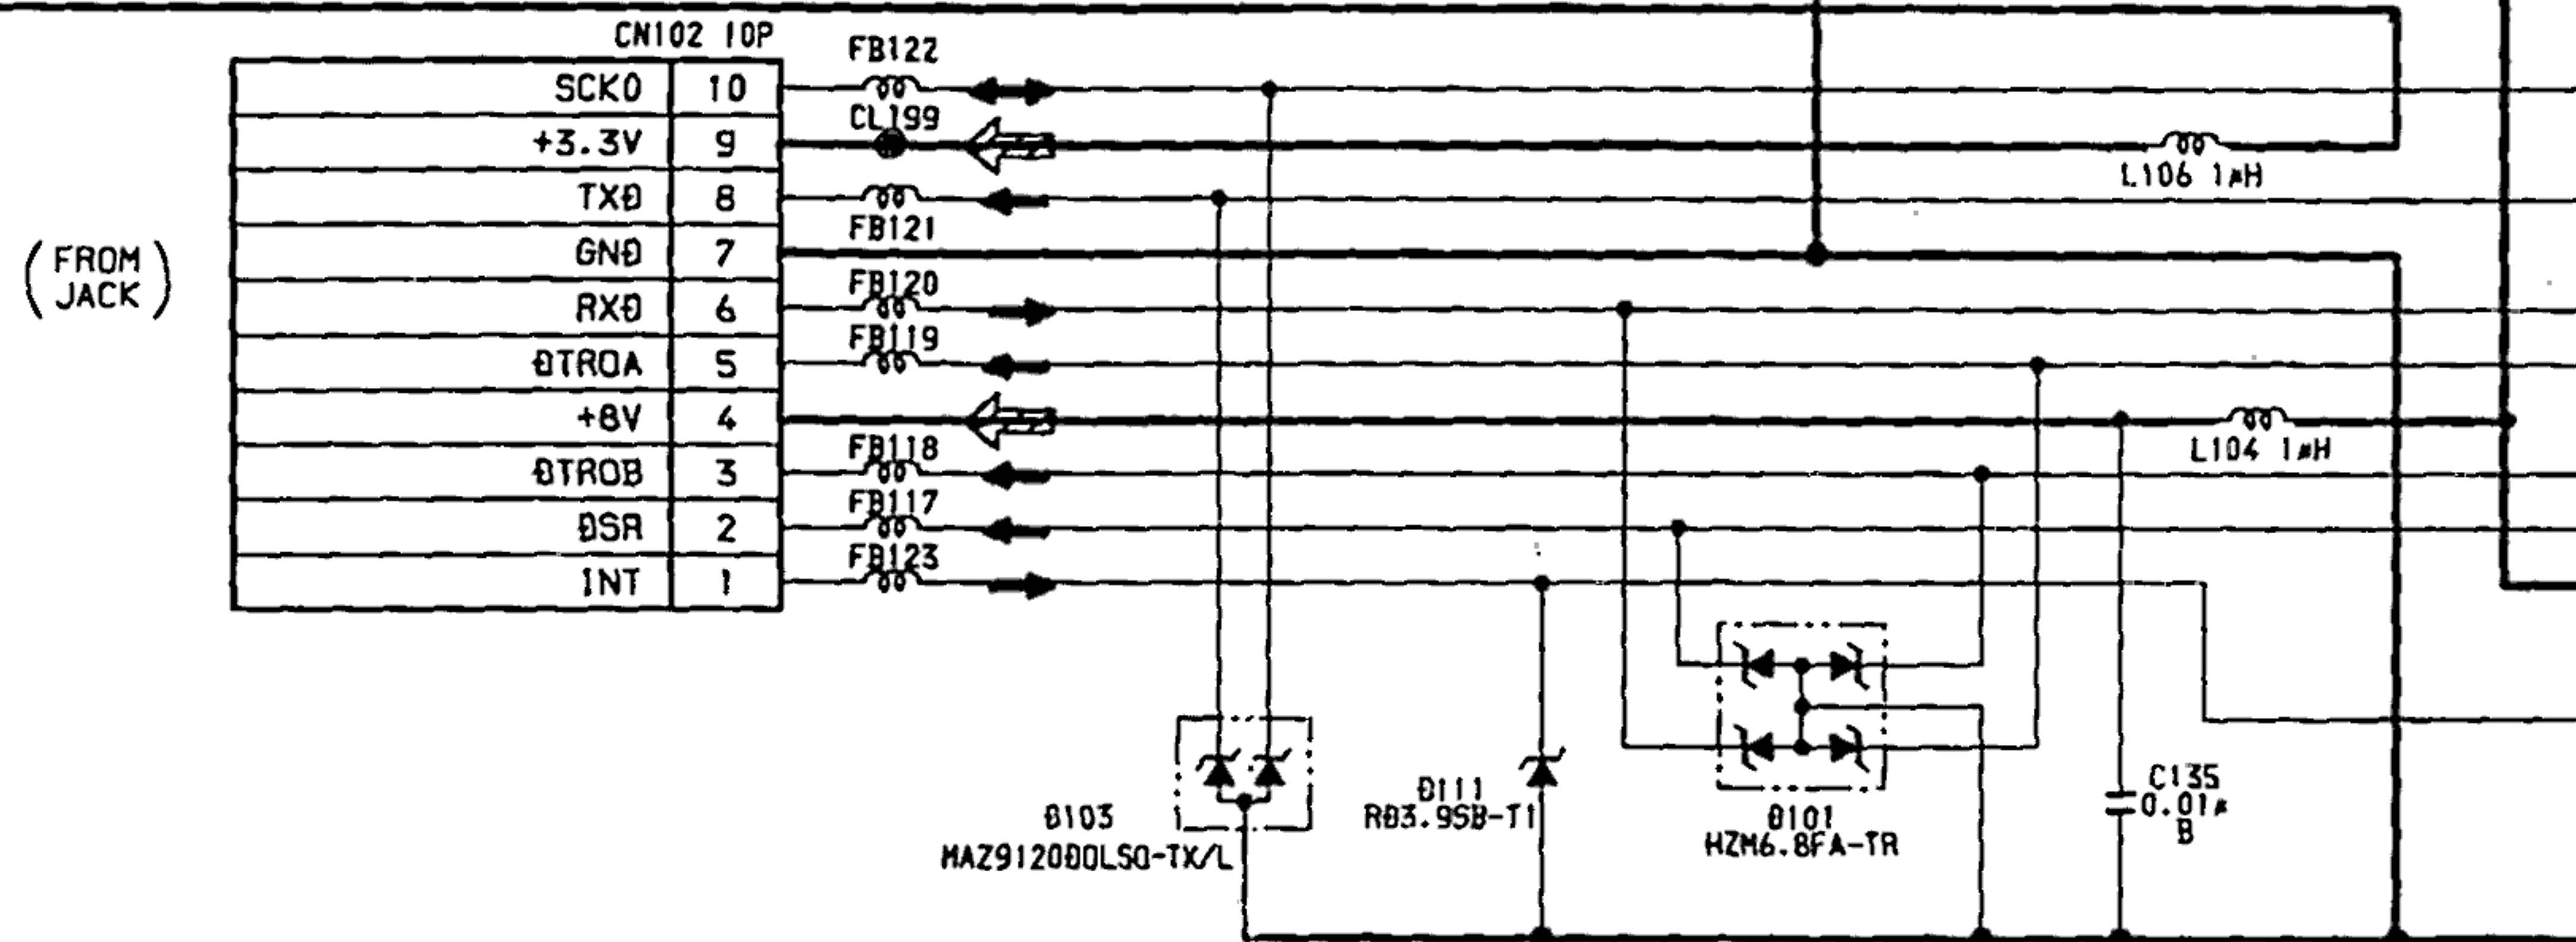 CN102 10P
SCK0 10
+3.3V 9
TXD 8
GND 7
RXD 6
DTR0A 5
+8V 4
DTR0B 3
DSR 2
INT 1
(FROM
JACK)
FB122
CL199
FB121
FB120
FB119
FB118
FB117
FB123
L106 1μH
L104 1μH
D103
MAZ9120D0LS0-TX/L
D111
RD3.9SB-T1
D101
HZM6.8FA-TR
C135
0.01μ
B